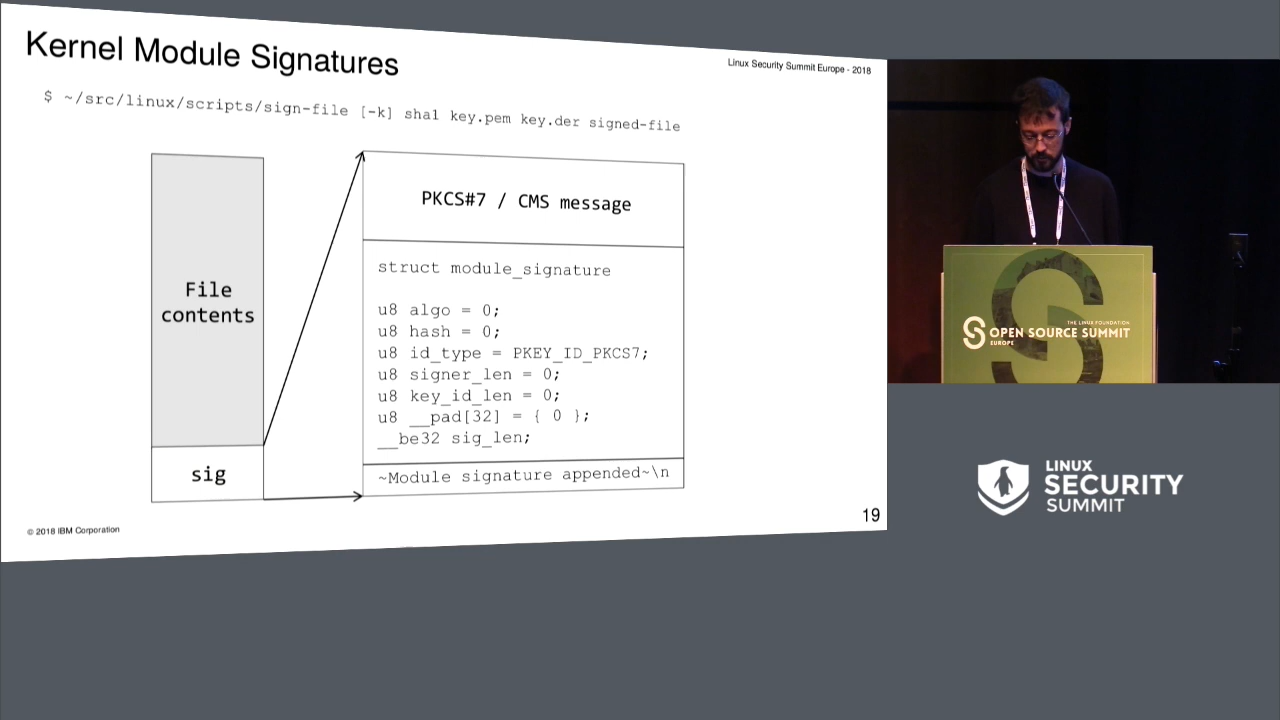 Kernel Module Signatures
Linux Security Summit Europe - 2018
$ ~/src/linux/scripts/sign-file [-k] sha1 key.pem key.der signed-file
File
contents
sig
PKCS#7 / CMS message
struct module_signature
u8 algo = 0;
u8 hash = 0;
u8 id_type = PKEY_ID_PKCS7;
u8 signer_len = 0;
u8 key_id_len = 0;
u8 __pad[32] = { 0 };
__be32 sig_len;
~Module signature appended~\n
© 2018 IBM Corporation
19
THE LINUX FOUNDATION
OPEN SOURCE SUMMIT
EUROPE
LINUX
SECURITY
SUMMIT